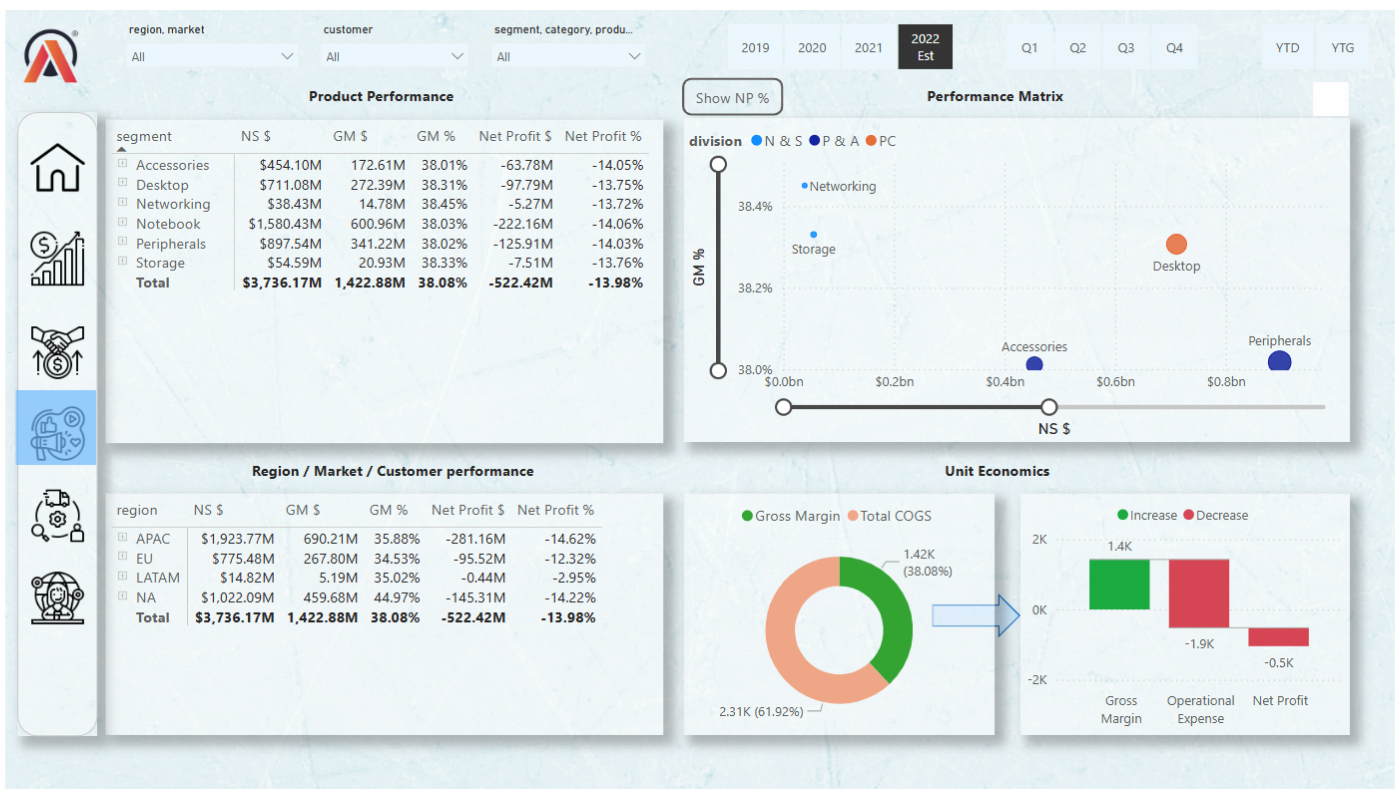 region, market customer segment, category, produ...
All All All
2019 2020 2021 2022 Est Q1 Q2 Q3 Q4 YTD YTG
Product Performance
segment NS $ GM $ GM % Net Profit $ Net Profit %
Accessories $454.10M 172.61M 38.01% -63.78M -14.05%
Desktop $711.08M 272.39M 38.31% -97.79M -13.75%
Networking $38.43M 14.78M 38.45% -5.27M -13.72%
Notebook $1,580.43M 600.96M 38.03% -222.16M -14.06%
Peripherals $897.54M 341.22M 38.02% -125.91M -14.03%
Storage $54.59M 20.93M 38.33% -7.51M -13.76%
Total $3,736.17M 1,422.88M 38.08% -522.42M -13.98%
Show NP %
Performance Matrix
division N & S P & A PC
GM %
38.4%
38.2%
38.0%
Networking
Storage
Desktop
Accessories
Peripherals
$0.0bn $0.2bn $0.4bn $0.6bn $0.8bn
NS $
Region / Market / Customer performance
region NS $ GM $ GM % Net Profit $ Net Profit %
APAC $1,923.77M 690.21M 35.88% -281.16M -14.62%
EU $775.48M 267.80M 34.53% -95.52M -12.32%
LATAM $14.82M 5.19M 35.02% -0.44M -2.95%
NA $1,022.09M 459.68M 44.97% -145.31M -14.22%
Total $3,736.17M 1,422.88M 38.08% -522.42M -13.98%
Unit Economics
Gross Margin Total COGS
1.42K
(38.08%)
2.31K (61.92%)
Increase Decrease
2K
0K
-2K
1.4K
-1.9K
-0.5K
Gross Margin
Operational Expense
Net Profit